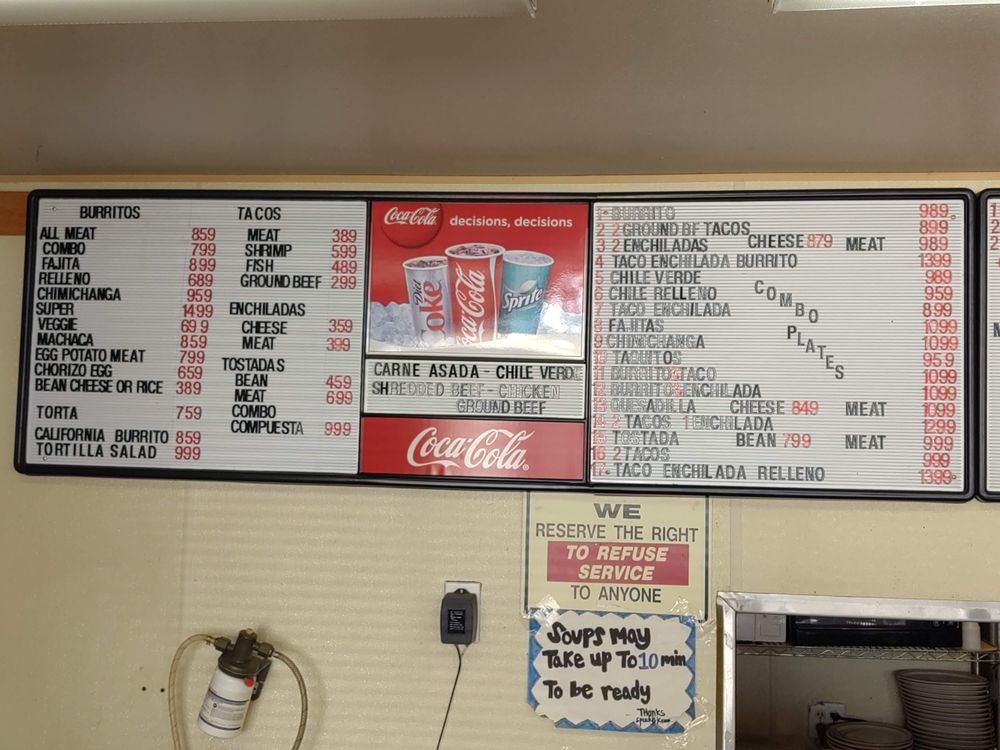 BURRITOS
ALL MEAT 859
COMBO 799
FAJITA 899
RELLENO 689
CHIMICHANGA 959
SUPER 1499
VEGGIE 699
MACHACA 859
EGG POTATO MEAT 799
CHORIZO EGG 659
BEAN CHEESE OR RICE 389
TORTA 759
CALIFORNIA BURRITO 859
TORTILLA SALAD 999
TACOS
MEAT 389
SHRIMP 599
FISH 489
GROUND BEEF 299
ENCHILADAS
CHEESE 359
MEAT 399
TOSTADAS
BEAN 459
MEAT 699
COMBO
COMPUESTA 999
Coca-Cola decisions, decisions
Diet Coke
Coca-Cola
Sprite
CARNE ASADA - CHILE VERDE
SHREDDED BEEF - CHICKEN
GROUND BEEF
Coca-Cola
1 BURRITO 989
2 2 GROUND BF TACOS 899
3 2 ENCHILADAS CHEESE 879 MEAT 989
4 TACO ENCHILADA BURRITO 1399
5 CHILE VERDE 989
6 CHILE RELLENO 959
7 TACO ENCHILADA 899
8 FAJITAS 1099
9 CHIMICHANGA 1099
10 TAQUITOS 959
11 BURRITO & TACO 1099
12 BURRITO & ENCHILADA 1099
13 QUESADILLA CHEESE 849 MEAT 1099
14 2 TACOS 1 ENCHILADA 1299
15 TOSTADA BEAN 799 MEAT 999
16 2 TACOS 999
17 TACO ENCHILADA RELLENO 1399
COMBO
PLATES
WE
RESERVE THE RIGHT
TO REFUSE
SERVICE
TO ANYONE
Soups May
Take up To 10 min
To be ready
Thanks